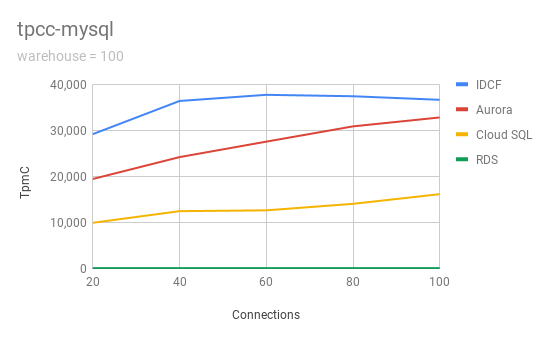 tpcc-mysql
warehouse = 100
40,000
30,000
20,000
10,000
0
TpmC
20
40
60
80
100
Connections
IDCF
Aurora
Cloud SQL
RDS